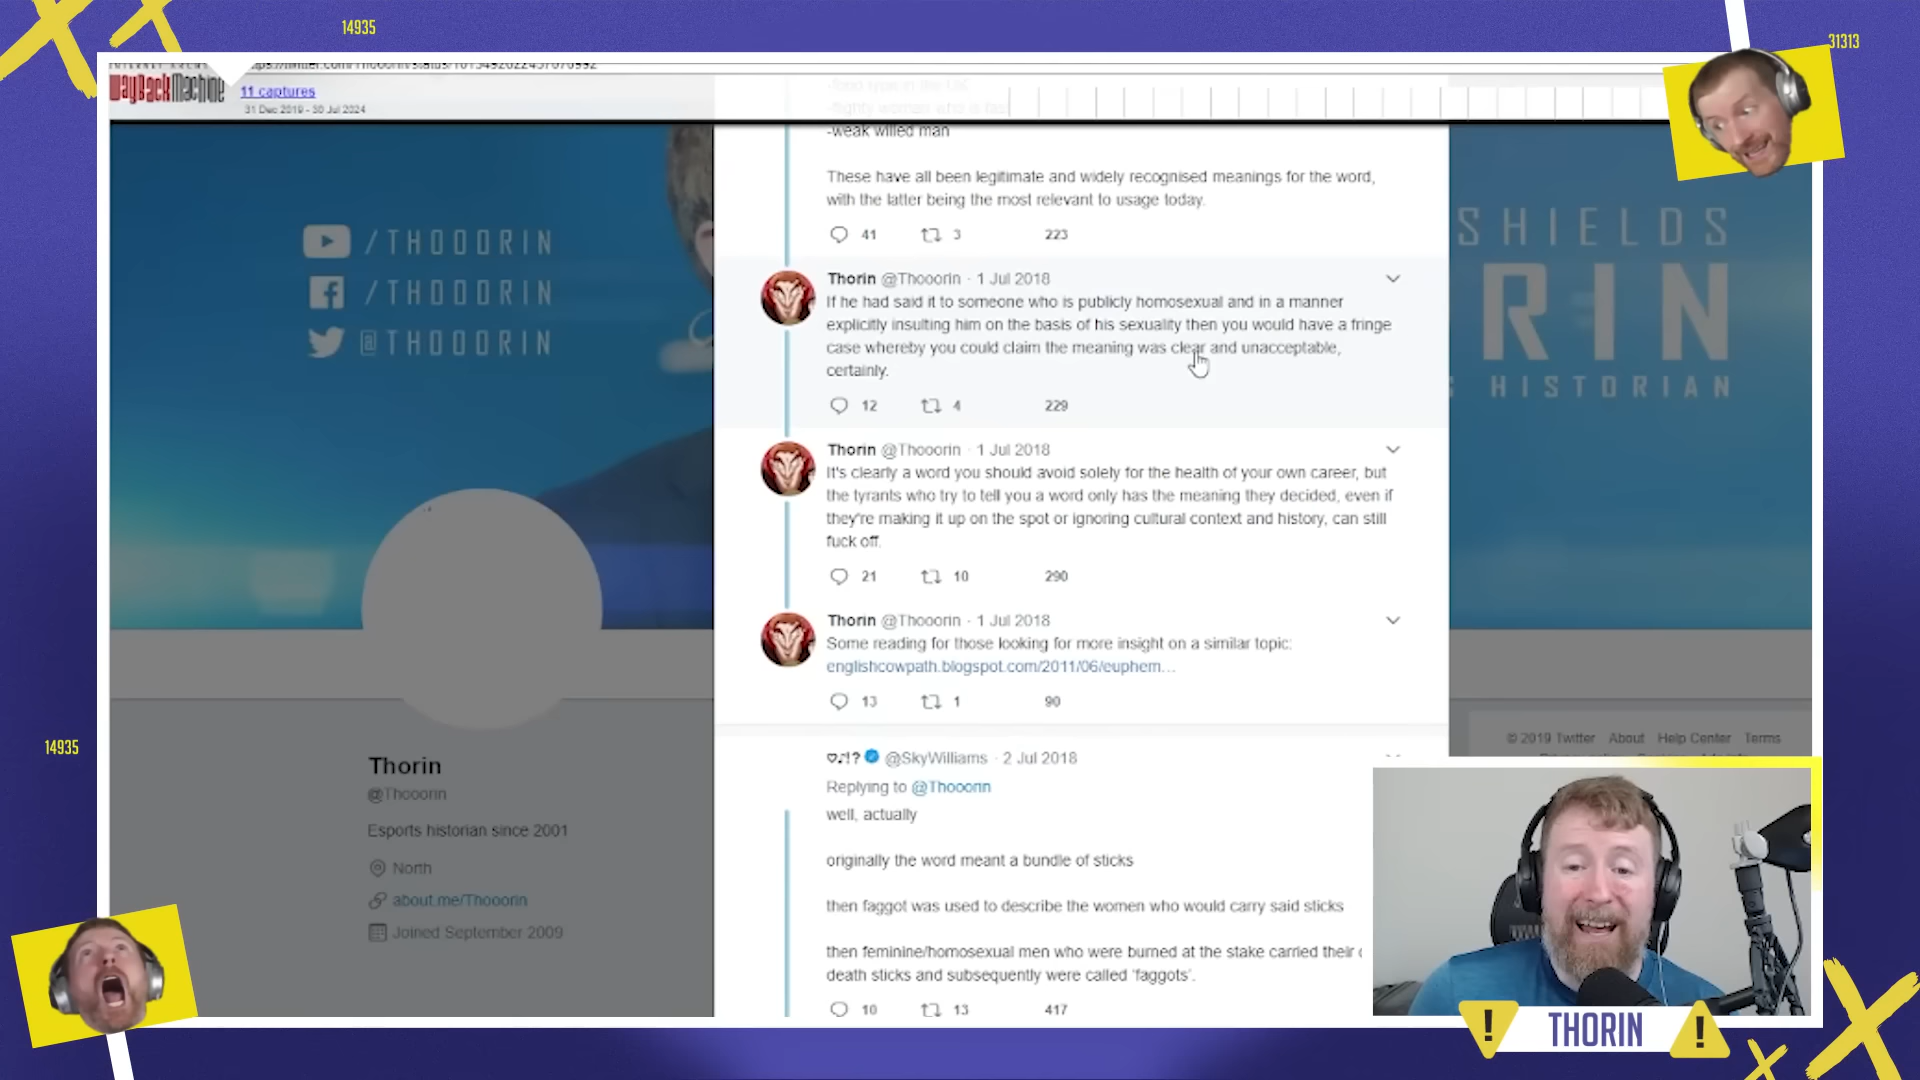 14935
31313
WayBackMachine
11 captures
31 Dec 2019 - 30 Jul 2024
-weak willed man
These have all been legitimate and widely recognised meanings for the word,
with the latter being the most relevant to usage today.
41 3 223
Thorin @Thooorin · 1 Jul 2018
If he had said it to someone who is publicly homosexual and in a manner
explicitly insulting him on the basis of his sexuality then you would have a fringe
case whereby you could claim the meaning was clear and unacceptable,
certainly.
12 4 229
Thorin @Thooorin · 1 Jul 2018
It's clearly a word you should avoid solely for the health of your own career, but
the tyrants who try to tell you a word only has the meaning they decided, even if
they're making it up on the spot or ignoring cultural context and history, can still
fuck off.
21 10 290
Thorin @Thooorin · 1 Jul 2018
Some reading for those looking for more insight on a similar topic:
englishcowpath.blogspot.com/2011/06/euphem…
13 1 90
♡♪!? @SkyWilliams · 2 Jul 2018
Replying to @Thooorin
well, actually
originally the word meant a bundle of sticks
then faggot was used to describe the women who would carry said sticks
then feminine/homosexual men who were burned at the stake carried their
death sticks and subsequently were called 'faggots'.
10 13 417
/THOOORIN
/THOOORIN
@THOOORIN
SHIELDS
RIN
HISTORIAN
14935
Thorin
@Thooorin
Esports historian since 2001
North
about.me/Thooorin
Joined September 2009
© 2019 Twitter About Help Center Terms
! THORIN !